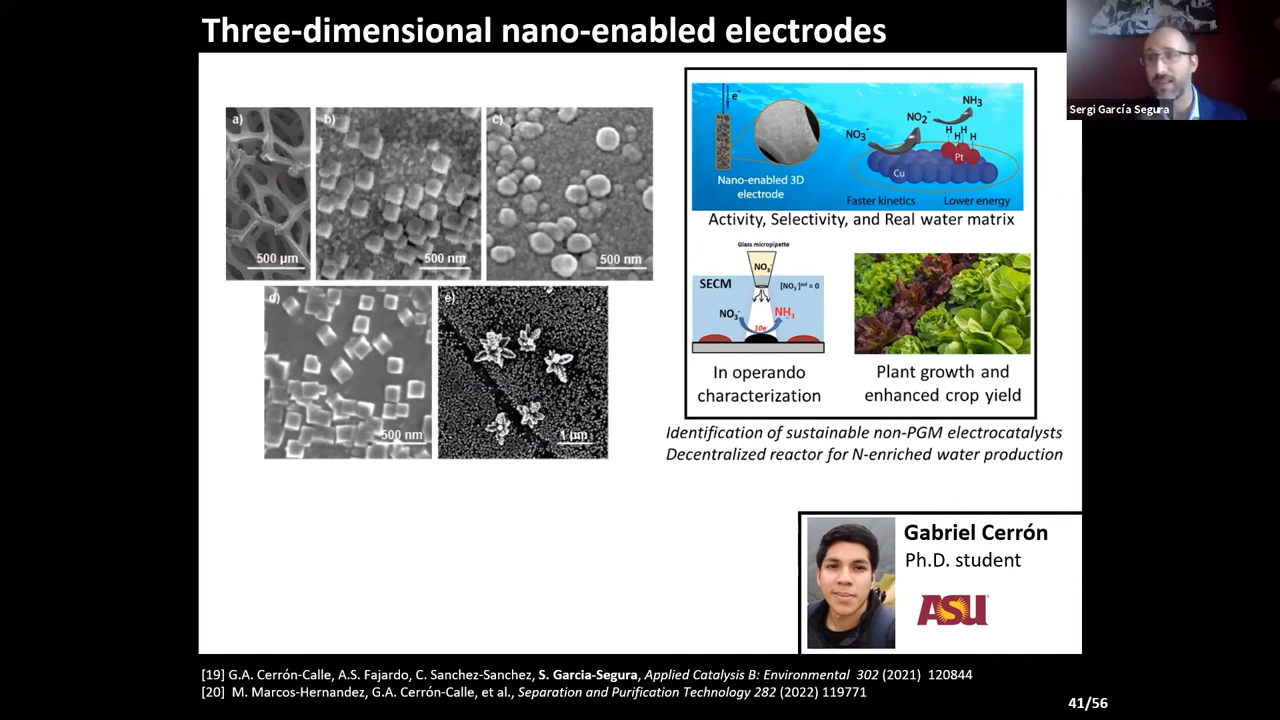 Three-dimensional nano-enabled electrodes
Sergi García Segura
a)
500 µm
b)
500 nm
c)
500 nm
d)
500 nm
e)
1 µm
e⁻
Nano-enabled 3D
electrode
NO₃⁻
NO₂⁻
NH₃
H
H
H
H
Pt
Cu
Faster kinetics
Lower energy
Activity, Selectivity, and Real water matrix
Glass micropipette
NO₃⁻
SECM
[NO₃⁻]ˢᵒˡ = 0
NO₃⁻
NH₃
10e⁻
In operando
characterization
Plant growth and
enhanced crop yield
Identification of sustainable non-PGM electrocatalysts
Decentralized reactor for N-enriched water production
Gabriel Cerrón
Ph.D. student
ASU
[19] G.A. Cerrón-Calle, A.S. Fajardo, C. Sanchez-Sanchez, S. Garcia-Segura, Applied Catalysis B: Environmental 302 (2021) 120844
[20] M. Marcos-Hernandez, G.A. Cerrón-Calle, et al., Separation and Purification Technology 282 (2022) 119771
41/56